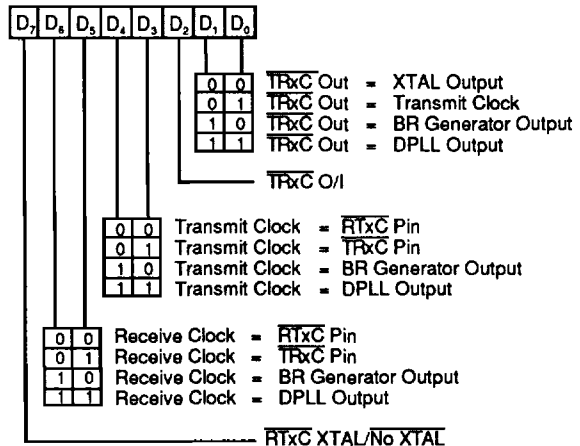 D₇ D₆ D₅ D₄ D₃ D₂ D₁ D₀
0 0 TRxC Out = XTAL Output
0 1 TRxC Out = Transmit Clock
1 0 TRxC Out = BR Generator Output
1 1 TRxC Out = DPLL Output
TRxC O/I
0 0 Transmit Clock = RTxC Pin
0 1 Transmit Clock = TRxC Pin
1 0 Transmit Clock = BR Generator Output
1 1 Transmit Clock = DPLL Output
0 0 Receive Clock = RTxC Pin
0 1 Receive Clock = TRxC Pin
1 0 Receive Clock = BR Generator Output
1 1 Receive Clock = DPLL Output
RTxC XTAL/No XTAL